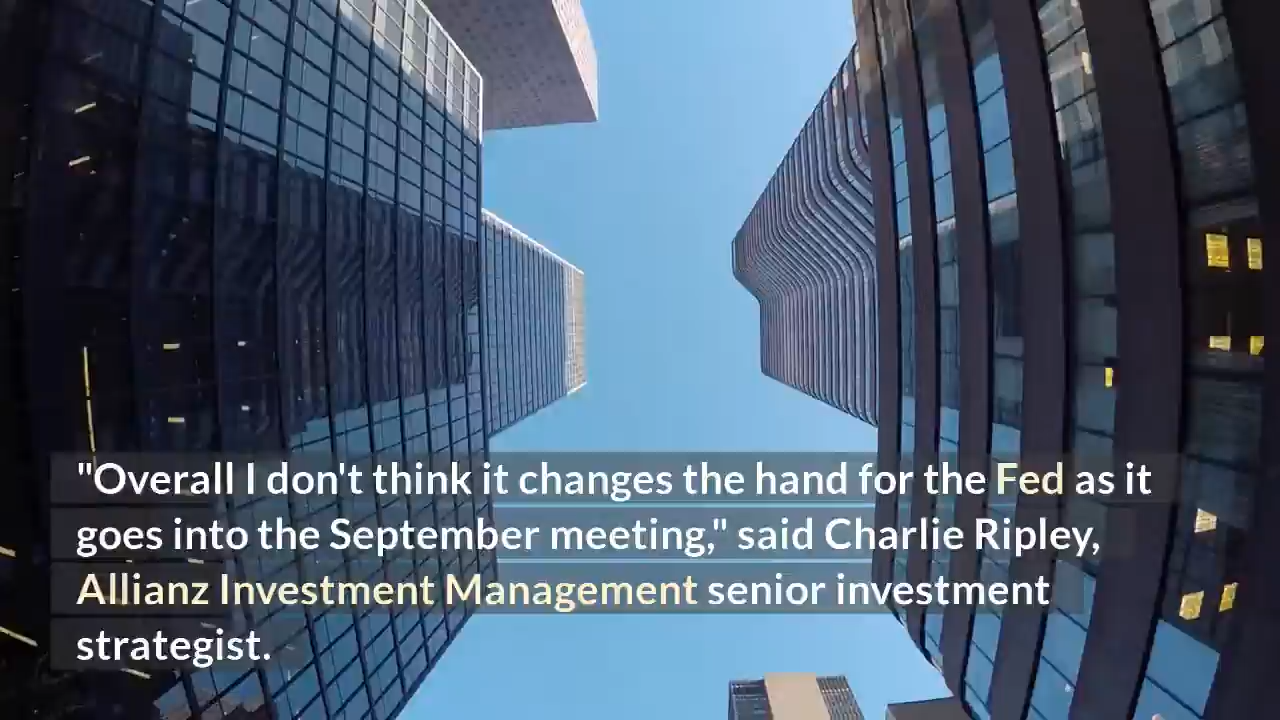 "Overall I don't think it changes the hand for the Fed as it
goes into the September meeting," said Charlie Ripley,
Allianz Investment Management senior investment
strategist.